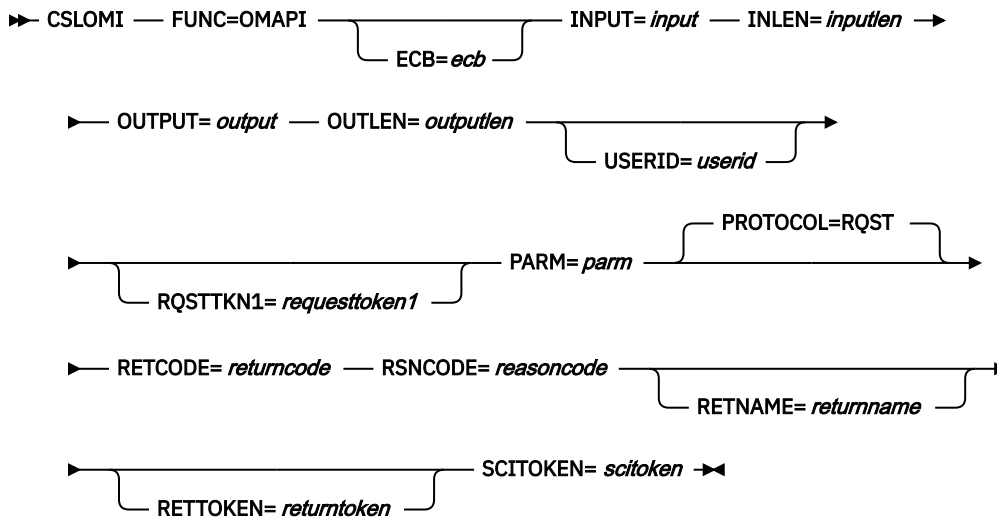 CSLOMI FUNC=OMAPI INPUT= input INLEN= inputlen
ECB= ecb
OUTPUT= output OUTLEN= outputlen
USERID= userid
PROTOCOL=RQST
PARM= parm
RQSTTKN1= requesttoken1
RETCODE= returncode RSNCODE= reasoncode
RETNAME= returnname
SCITOKEN= scitoken
RETTOKEN= returntoken